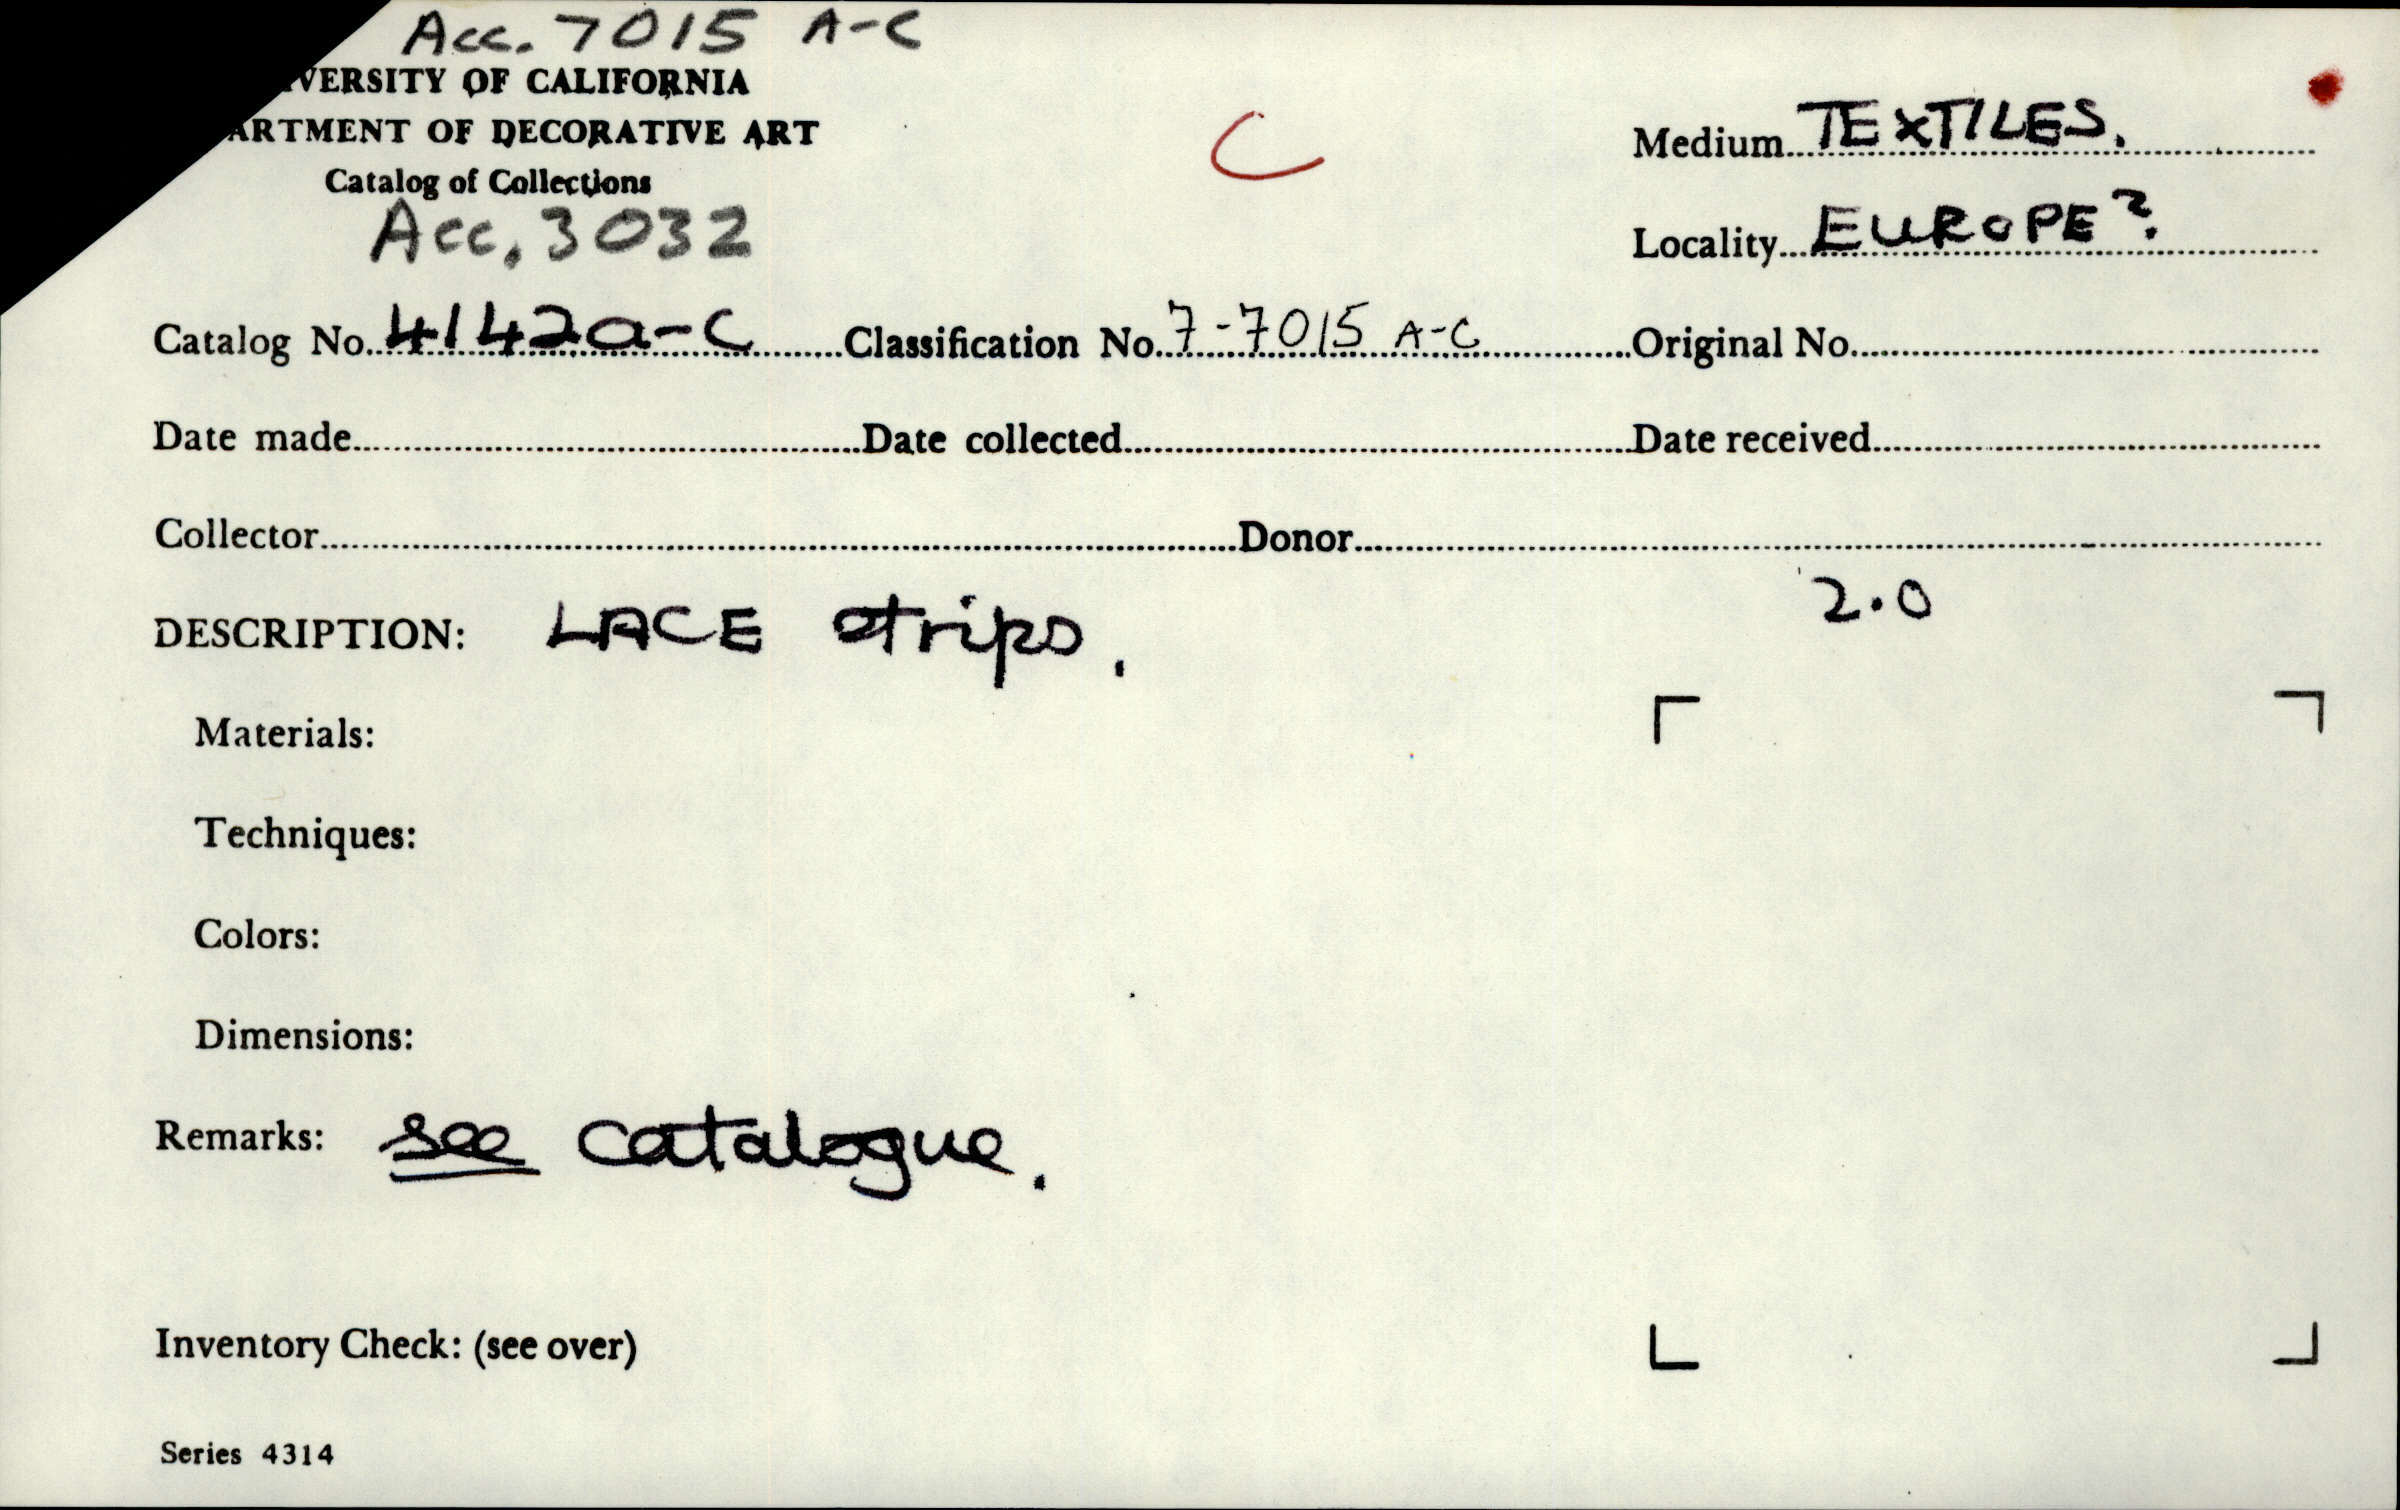 Acc. 7015 A-C
VERSITY OF CALIFORNIA
ARTMENT OF DECORATIVE ART
Catalog of Collections
Acc. 3032
C
Medium TEXTILES.
Locality EUROPE?
Catalog No. 4142a-c Classification No. 7-7015 A-C Original No.
Date made Date collected Date received
Collector Donor
DESCRIPTION: LACE strips.
2.0
Materials:
Techniques:
Colors:
Dimensions:
Remarks: see catalogue.
Inventory Check: (see over)
Series 4314